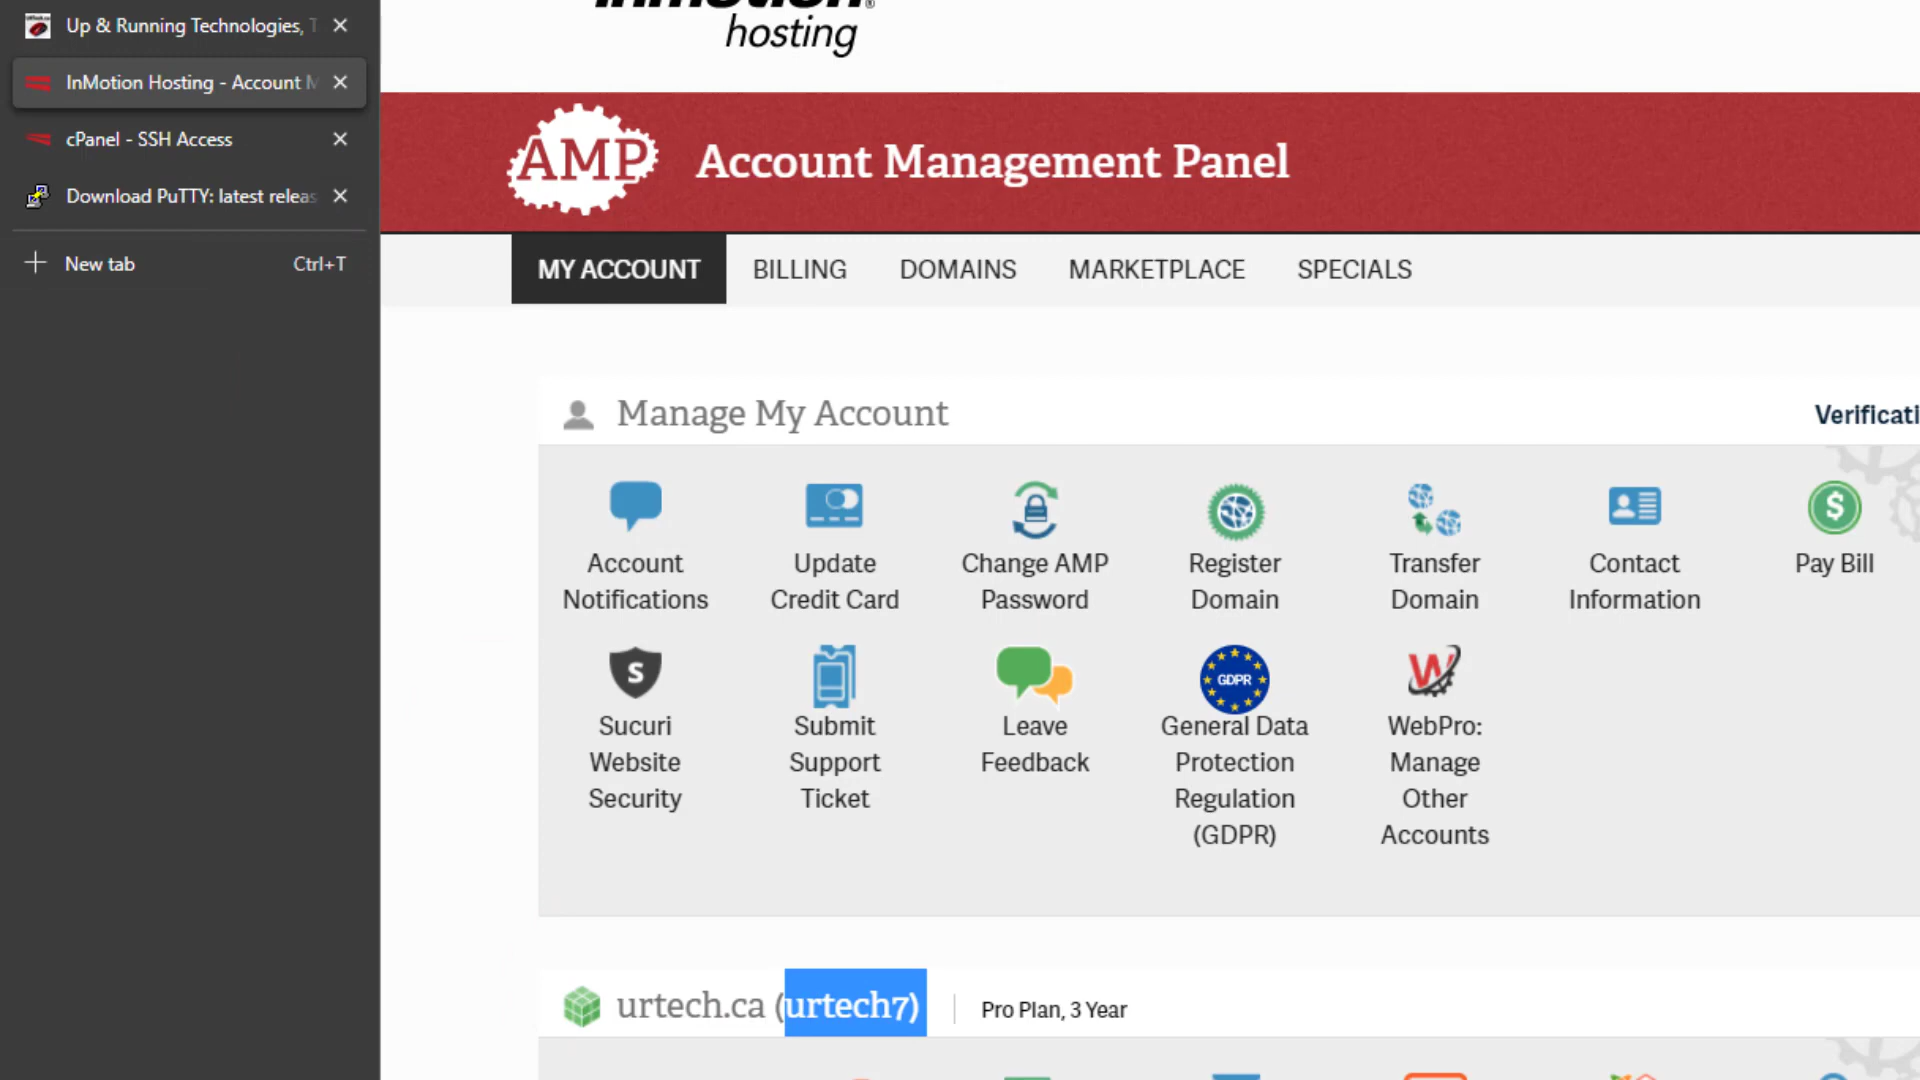 Up & Running Technologies, T
InMotion Hosting - Account M
cPanel - SSH Access
Download PuTTY: latest releas
New tab Ctrl+T
inmotion®
hosting
AMP Account Management Panel
MY ACCOUNT BILLING DOMAINS MARKETPLACE SPECIALS
Manage My Account
Verificati
Account
Notifications
Update
Credit Card
Change AMP
Password
Register
Domain
Transfer
Domain
Contact
Information
$
Pay Bill
S
Sucuri
Website
Security
Submit
Support
Ticket
Leave
Feedback
GDPR
General Data
Protection
Regulation
(GDPR)
W
WebPro:
Manage
Other
Accounts
urtech.ca (urtech7) Pro Plan, 3 Year